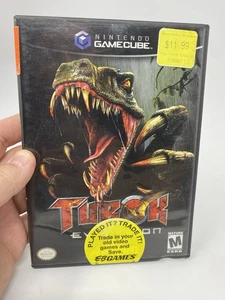 NINTENDO
GAMECUBE
$11.99
TUROK
PLAYED IT? TRADE IT!
Trade in your
old video
games and
Save.
EBGAMES
MATURE
M